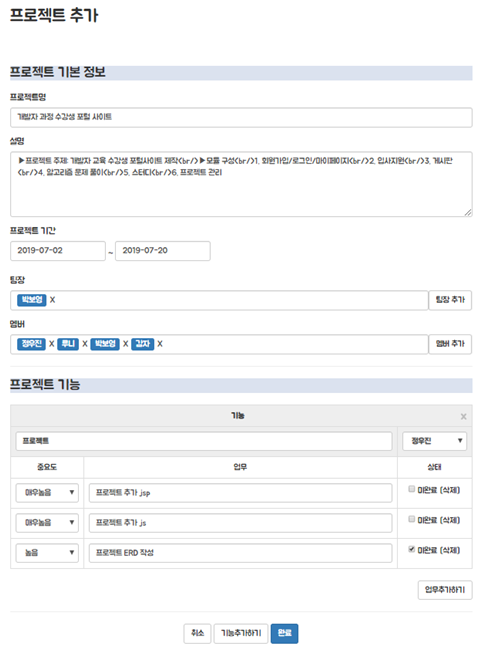 프로젝트 추가
프로젝트 기본 정보
프로젝트명
개발자 과정 수강생 포털 사이트
설명
▶프로젝트 주제: 개발자 교육 수강생 포털사이트 제작<br/>▶모듈 구성<br/>1. 회원가입/로그인/마이페이지<br/>2. 입사지원<br/>3. 게시판
<br/>4. 알고리즘 문제 풀이<br/>5. 스터디<br/>6. 프로젝트 관리
프로젝트 기간
2019-07-02 ~ 2019-07-20
팀장
박보영 X 팀장 추가
멤버
정우진 X 루니 X 박보영 X 감자 X 멤버 추가
프로젝트 기능
기능 X
프로젝트 정우진 ▼
중요도 업무 상태
매우높음 ▼ 프로젝트 추가 .jsp 미완료 (삭제)
매우높음 ▼ 프로젝트 추가 .js 미완료 (삭제)
높음 ▼ 프로젝트 ERD 작성 미완료 (삭제)
업무추가하기
취소 기능추가하기 완료